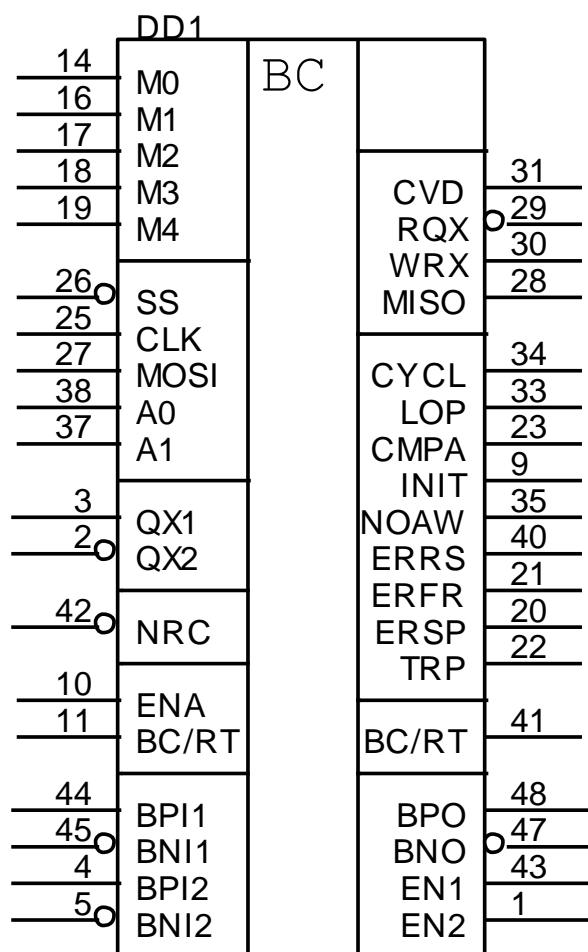 DD1
BC
14 M0
16 M1
17 M2
18 M3
19 M4
26 SS
25 CLK
27 MOSI
38 A0
37 A1
3 QX1
2 QX2
42 NRC
10 ENA
11 BC/RT
44 BPI1
45 BNI1
4 BPI2
5 BNI2
CVD 31
RQX 29
WRX 30
MISO 28
CYCL 34
LOP 33
CMPA 23
INIT 9
NOAW 35
ERRS 40
ERFR 21
ERSP 20
TRP 22
BC/RT 41
BPO 48
BNO 47
EN1 43
EN2 1